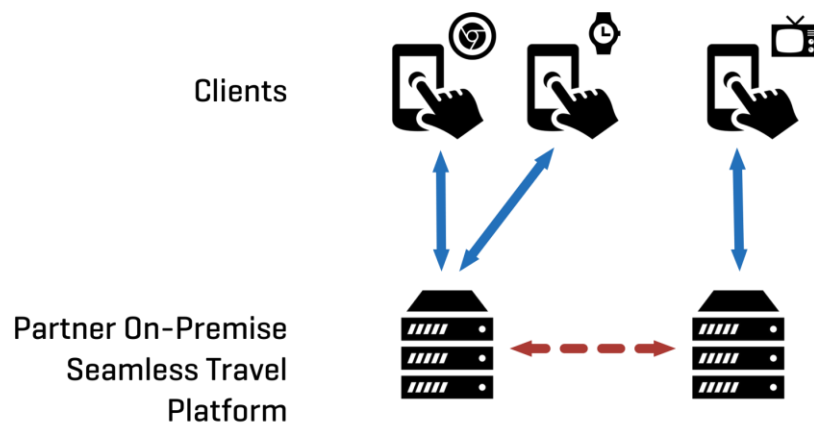 Clients
Partner On-Premise
Seamless Travel
Platform